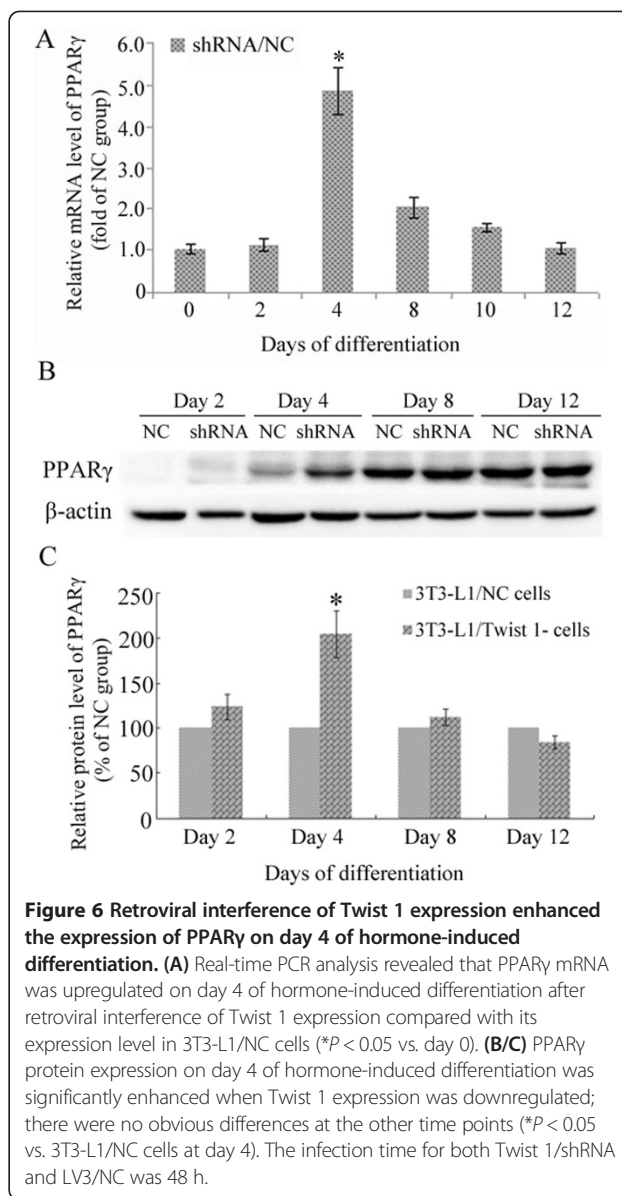 A
Relative mRNA level of PPARγ
(fold of NC group)
6.0
5.0
4.0
3.0
2.0
1.0
0.0
shRNA/NC
*
0 2 4 8 10 12
Days of differentiation
B
Day 2 Day 4 Day 8 Day 12
NC shRNA NC shRNA NC shRNA NC shRNA
PPARγ
β-actin
C
Relative protein level of PPARγ
(% of NC group)
250
200
150
100
50
0
*
3T3-L1/NC cells
3T3-L1/Twist 1- cells
Day 2 Day 4 Day 8 Day 12
Days of differentiation
Figure 6 Retroviral interference of Twist 1 expression enhanced
the expression of PPARγ on day 4 of hormone-induced
differentiation. (A) Real-time PCR analysis revealed that PPARγ mRNA
was upregulated on day 4 of hormone-induced differentiation after
retroviral interference of Twist 1 expression compared with its
expression level in 3T3-L1/NC cells (*P < 0.05 vs. day 0). (B/C) PPARγ
protein expression on day 4 of hormone-induced differentiation was
significantly enhanced when Twist 1 expression was downregulated;
there were no obvious differences at the other time points (*P < 0.05
vs. 3T3-L1/NC cells at day 4). The infection time for both Twist 1/shRNA
and LV3/NC was 48 h.